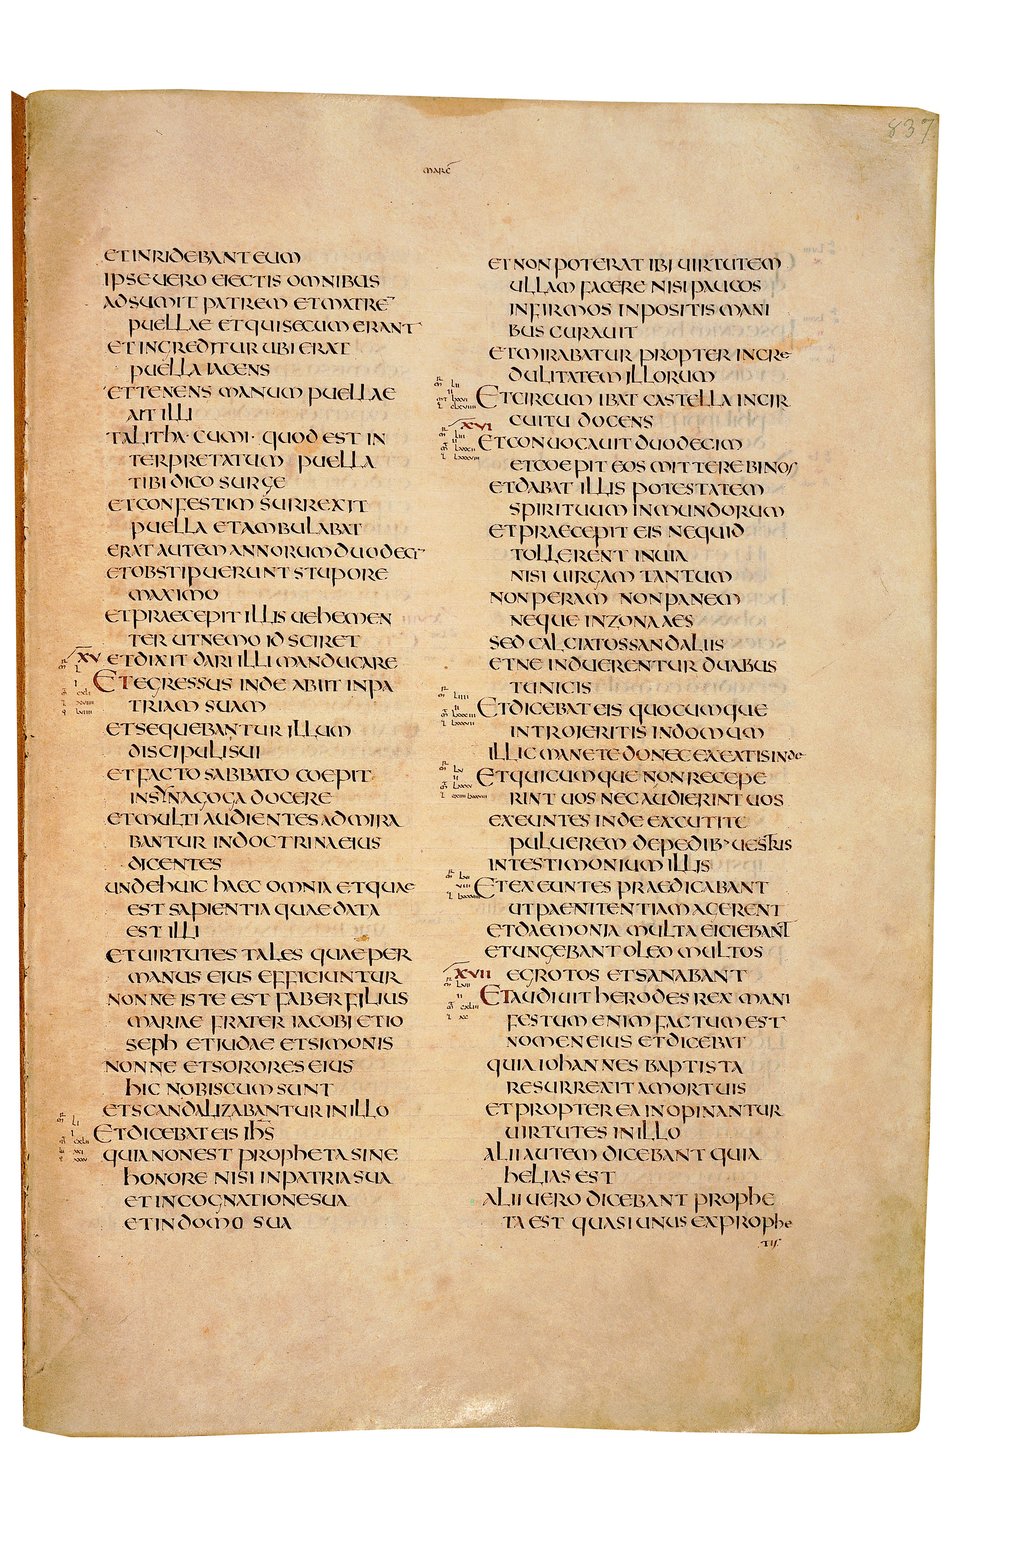 837
MARC
ET INRIDEBANT EUM
IPSE UERO EIECTIS OMNIBUS
ADSUMIT PATREM ET MATRE
PUELLAE ET QUI SECUM ERANT
ET INGREDITUR UBI ERAT
PUELLA IACENS
ET TENENS MANUM PUELLAE
AIT ILLI
TALITHA · CUMI · QUOD EST IN
TERPRETATUM PUELLA
TIBI DICO SURGE
ET CONFESTIM SURREXIT
PUELLA ET AMBULABAT
ERAT AUTEM ANNORUM DUODECI
ET OBSTIPUERUNT STUPORE
MAXIMO
ET PRAECEPIT ILLIS UEHEMEN
TER UT NEMO ID SCIRET
XV ET DIXIT DARI ILLI MANDUCARE
ET EGRESSUS INDE ABIIT IN PA
TRIAM SUAM
ET SEQUEBANTUR ILLUM
DISCIPULI SUI
ET FACTO SABBATO COEPIT
IN SYNAGOGA DOCERE
ET MULTI AUDIENTES ADMIRA
BANTUR IN DOCTRINA EIUS
DICENTES
UNDE HUIC HAEC OMNIA ET QUAE
EST SAPIENTIA QUAE DATA
EST ILLI
ET UIRTUTES TALES QUAE PER
MANUS EIUS EFFICIUNTUR
NONNE ISTE EST FABER FILIUS
MARIAE FRATER IACOBI ET IO
SEPH ET IUDAE ET SIMONIS
NONNE ET SORORES EIUS
HIC NOBISCUM SUNT
ET SCANDALIZABANTUR IN ILLO
ET DICEBAT EIS IHS
QUIA NON EST PROPHETA SINE
HONORE NISI IN PATRIA SUA
ET IN COGNATIONE SUA
ET IN DOMO SUA
ET NON POTERAT IBI UIRTUTEM
ULLAM FACERE NISI PAUCOS
INFIRMOS INPOSITIS MANI
BUS CURAUIT
ET MIRABATUR PROPTER INCRE
DULITATEM ILLORUM
ET CIRCUMIBAT CASTELLA IN CIR
CUITU DOCENS
XVI
ET CONUOCAUIT DUODECIM
ET COEPIT EOS MITTERE BINOS
ET DABAT ILLIS POTESTATEM
SPIRITUUM INMUNDORUM
ET PRAECEPIT EIS NE QUID
TOLLERENT IN UIA
NISI UIRGAM TANTUM
NON PERAM NON PANEM
NEQUE IN ZONA AES
SED CALCIATOS SANDALIIS
ET NE INDUERENTUR DUABUS
TUNICIS
ET DICEBAT EIS QUOCUMQUE
INTROIERITIS IN DOMUM
ILLIC MANETE DONEC EXEATIS INDE
ET QUICUMQUE NON RECEPE
RINT UOS NEC AUDIERINT UOS
EXEUNTES INDE EXCUTITE
PULUEREM DE PEDIB· UESTRIS
IN TESTIMONIUM ILLIS
ET EXEUNTES PRAEDICABANT
UT PAENITENTIAM AGERENT
ET DAEMONIA MULTA EICIEBANT
ET UNGEBANT OLEO MULTOS
XVII EGROTOS ET SANABANT
ET AUDIUIT HERODES REX MANI
FESTUM ENIM FACTUM EST
NOMEN EIUS ET DICEBAT
QUIA IOHANNES BAPTISTA
RESURREXIT A MORTUIS
ET PROPTEREA INOPINANTUR
UIRTUTES IN ILLO
ALII AUTEM DICEBANT QUIA
HELIAS EST
ALII UERO DICEBANT PROPHE
TA EST QUASI UNUS EX PROPHE
TIS